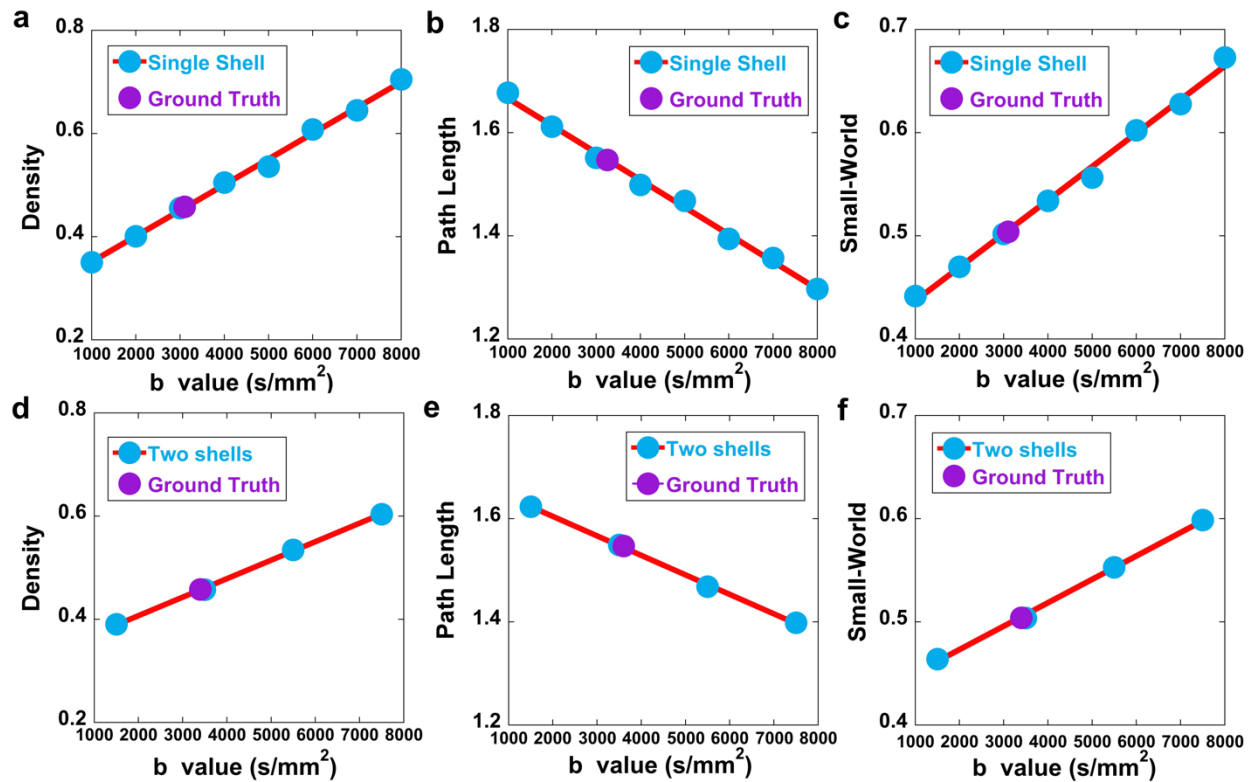 a
0.8
0.6
0.4
0.2
Density
Single Shell
Ground Truth
1000 2000 3000 4000 5000 6000 7000 8000
b value (s/mm²)
b
1.8
1.6
1.4
1.2
Path Length
Single Shell
Ground Truth
1000 2000 3000 4000 5000 6000 7000 8000
b value (s/mm²)
c
0.7
0.6
0.5
0.4
Small-World
Single Shell
Ground Truth
1000 2000 3000 4000 5000 6000 7000 8000
b value (s/mm²)
d
0.8
0.6
0.4
0.2
Density
Two shells
Ground Truth
1000 2000 3000 4000 5000 6000 7000 8000
b value (s/mm²)
e
1.8
1.6
1.4
1.2
Path Length
Two shells
Ground Truth
1000 2000 3000 4000 5000 6000 7000 8000
b value (s/mm²)
f
0.7
0.6
0.5
0.4
Small-World
Two shells
Ground Truth
1000 2000 3000 4000 5000 6000 7000 8000
b value (s/mm²)